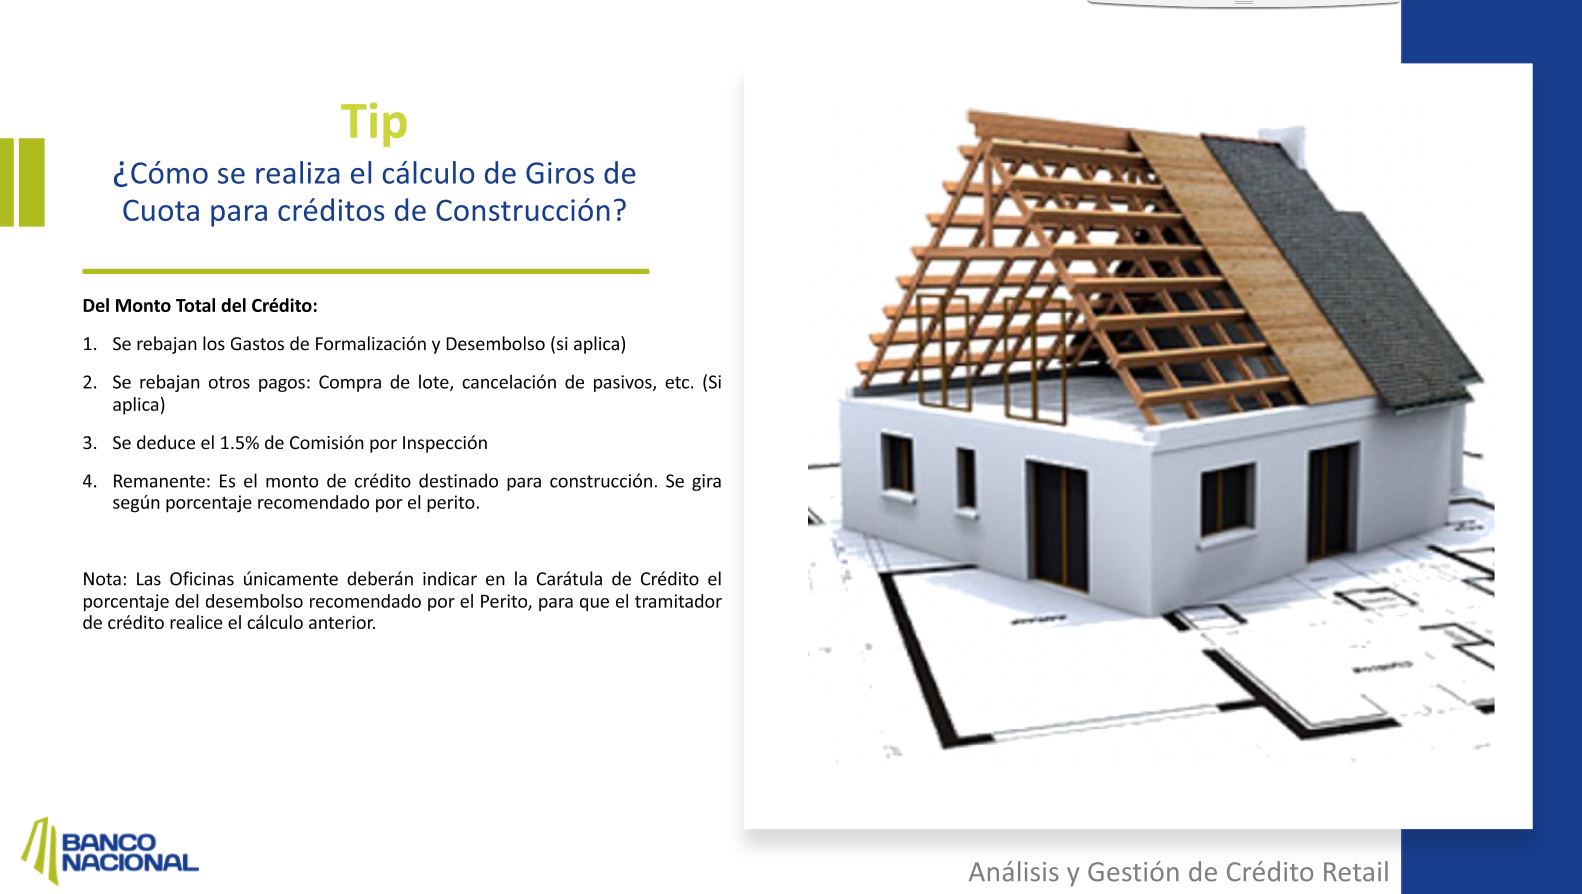 Tip
¿Cómo se realiza el cálculo de Giros de
Cuota para créditos de Construcción?
Del Monto Total del Crédito:
1. Se rebajan los Gastos de Formalización y Desembolso (si aplica)
2. Se rebajan otros pagos: Compra de lote, cancelación de pasivos, etc. (Si
aplica)
3. Se deduce el 1.5% de Comisión por Inspección
4. Remanente: Es el monto de crédito destinado para construcción. Se gira
según porcentaje recomendado por el perito.
Nota: Las Oficinas únicamente deberán indicar en la Carátula de Crédito el
porcentaje del desembolso recomendado por el Perito, para que el tramitador
de crédito realice el cálculo anterior.
BANCO
NACIONAL
Análisis y Gestión de Crédito Retail